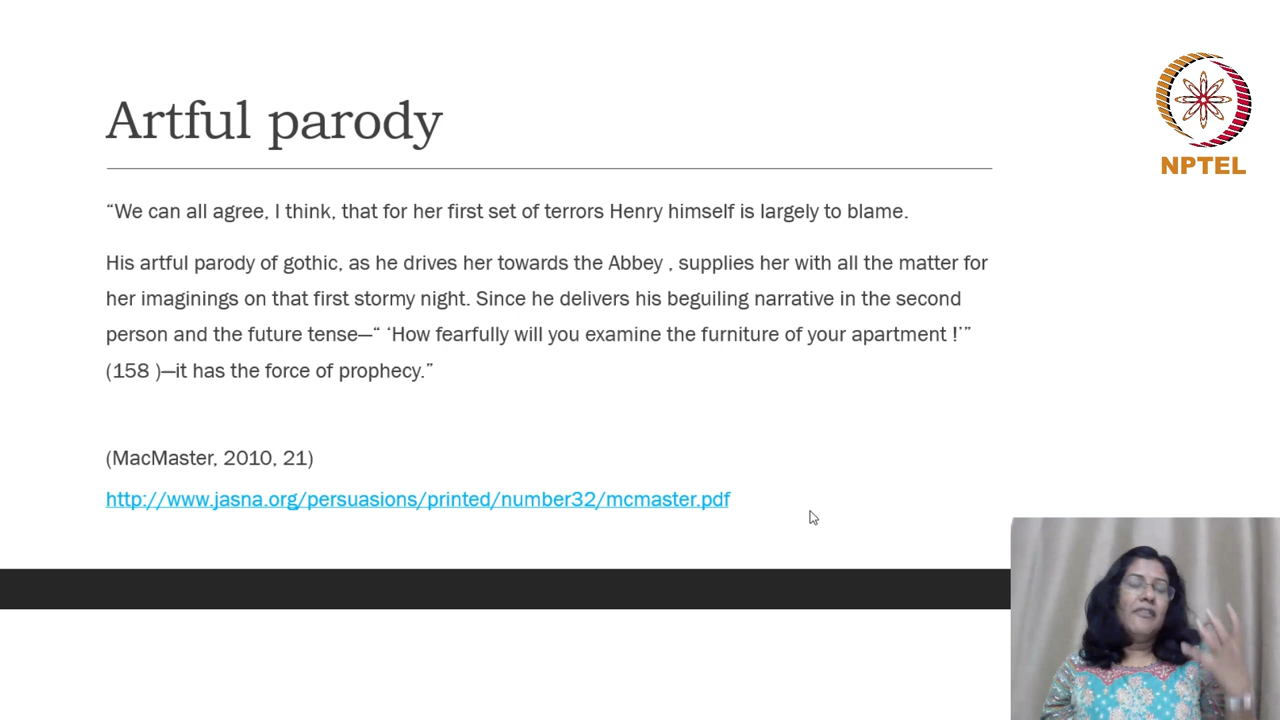 Artful parody
NPTEL
“We can all agree, I think, that for her first set of terrors Henry himself is largely to blame.
His artful parody of gothic, as he drives her towards the Abbey , supplies her with all the matter for
her imaginings on that first stormy night. Since he delivers his beguiling narrative in the second
person and the future tense—“ ‘How fearfully will you examine the furniture of your apartment !’”
(158 )—it has the force of prophecy.”
(MacMaster, 2010, 21)
http://www.jasna.org/persuasions/printed/number32/mcmaster.pdf